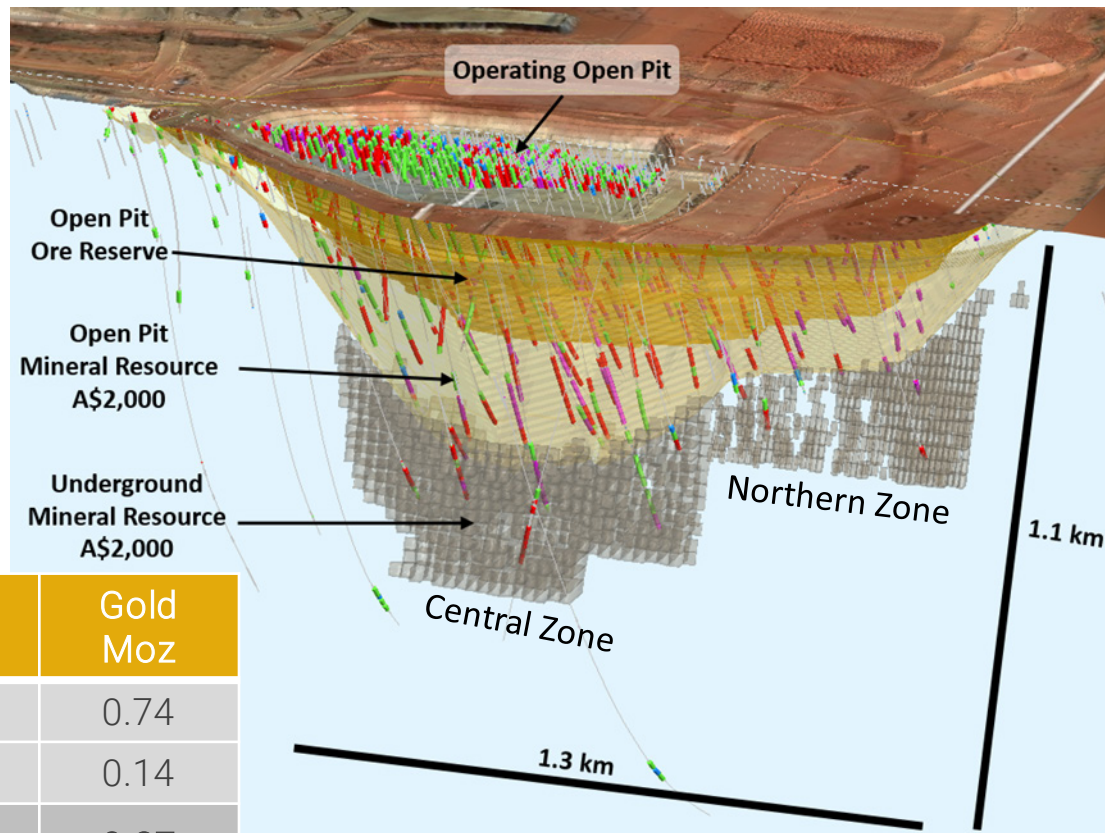 Operating Open Pit
Open Pit
Ore Reserve
Open Pit
Mineral Resource
A$2,000
Underground
Mineral Resource
A$2,000
Northern Zone
1.1 km
Central Zone
1.3 km
Gold
Moz
0.74
0.14